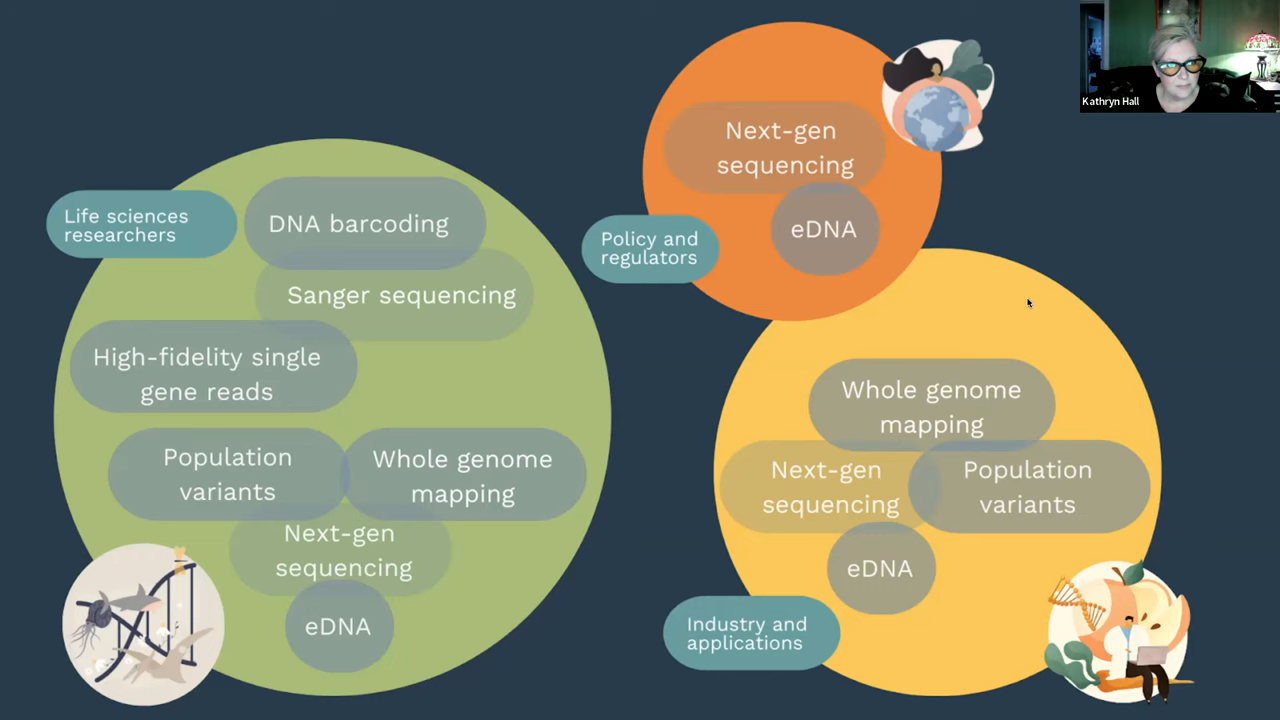 Life sciences
researchers
DNA barcoding
Sanger sequencing
High-fidelity single
gene reads
Population
variants
Whole genome
mapping
Next-gen
sequencing
eDNA
Policy and
regulators
Next-gen
sequencing
eDNA
Industry and
applications
Whole genome
mapping
Next-gen
sequencing
Population
variants
eDNA
Kathryn Hall